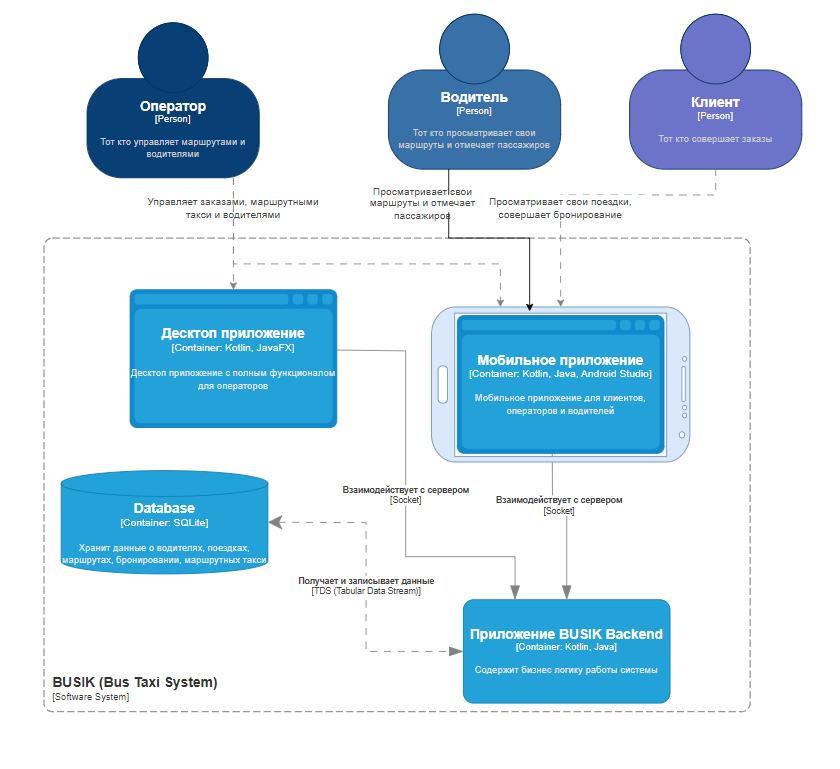 Оператор
[Person]
Тот кто управляет маршрутами и
водителями
Водитель
[Person]
Тот кто просматривает свои
маршруты и отмечает пассажиров
Клиент
[Person]
Тот кто совершает заказы
Управляет заказами, маршрутными
такси и водителями
Просматривает свои
маршруты и отмечает
пассажиров
Просматривает свои поездки,
совершает бронирование
Десктоп приложение
[Container: Kotlin, JavaFX]
Десктоп приложение с полным функционалом
для операторов
Мобильное приложение
[Container: Kotlin, Java, Android Studio]
Мобильное приложение для клиентов,
операторов и водителей
Взаимодействует с сервером
[Socket]
Взаимодействует с сервером
[Socket]
Database
[Container: SQLite]
Хранит данные о водителях, поездках,
маршрутах, бронировании, маршрутных такси
Получает и записывает данные
[TDS (Tabular Data Stream)]
Приложение BUSIK Backend
[Container: Kotlin, Java]
Содержит бизнес логику работы системы
BUSIK (Bus Taxi System)
[Software System]